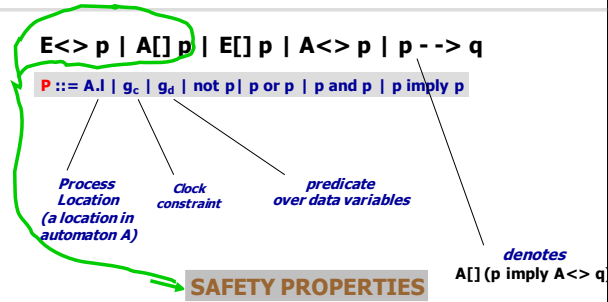 E<> p | A[] p | E[] p | A<> p | p - -> q
P ::= A.l | gc | gd | not p| p or p | p and p | p imply p
Process
Location
(a location in
automaton A)
Clock
constraint
predicate
over data variables
denotes
A[] (p imply A<> q)
SAFETY PROPERTIES